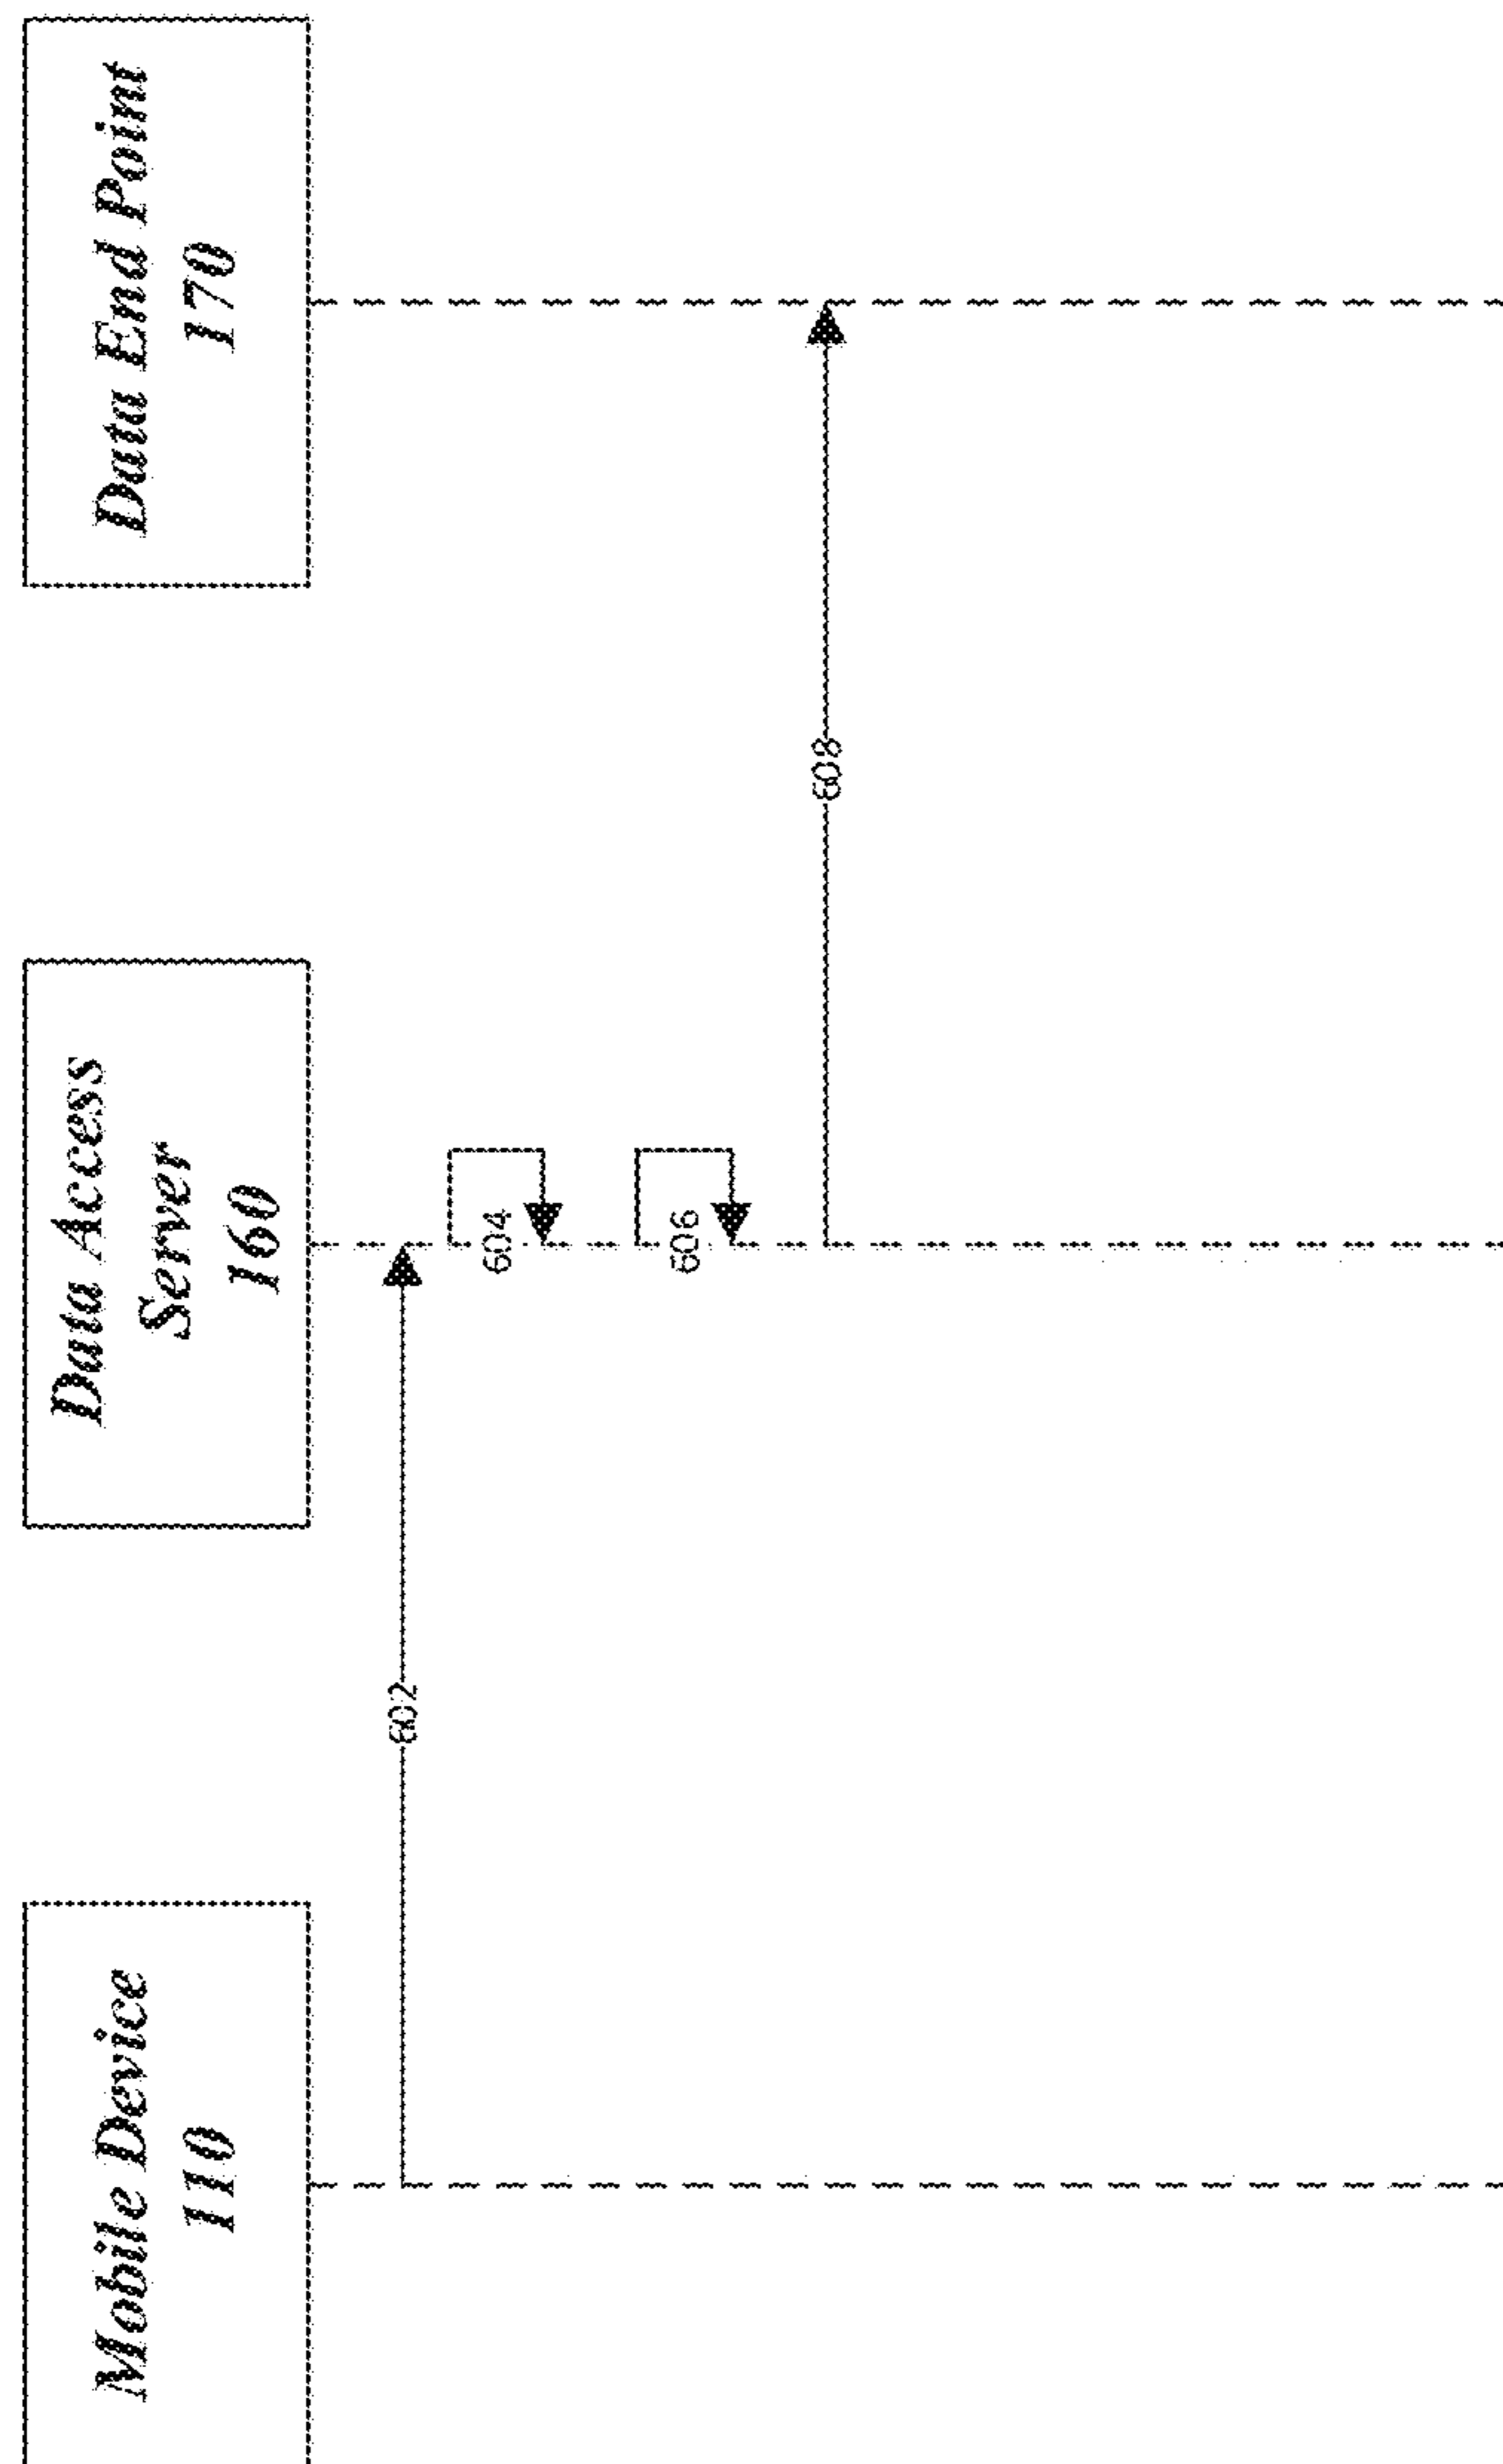 Mobile Device
110
Data Access
Server
160
Data End Point
170
602
604
606
608